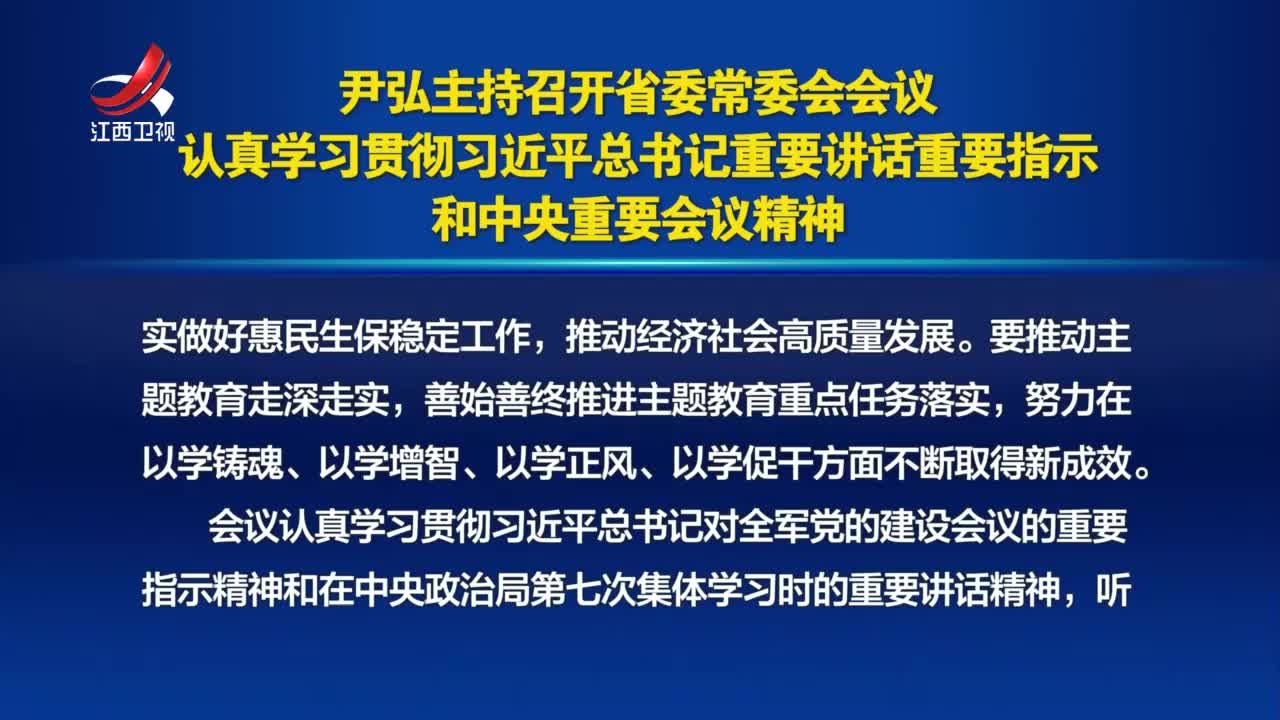 江西卫视
尹弘主持召开省委常委会会议
认真学习贯彻习近平总书记重要讲话重要指示
和中央重要会议精神
实做好惠民生保稳定工作，推动经济社会高质量发展。要推动主
题教育走深走实，善始善终推进主题教育重点任务落实，努力在
以学铸魂、以学增智、以学正风、以学促干方面不断取得新成效。
会议认真学习贯彻习近平总书记对全军党的建设会议的重要
指示精神和在中央政治局第七次集体学习时的重要讲话精神，听